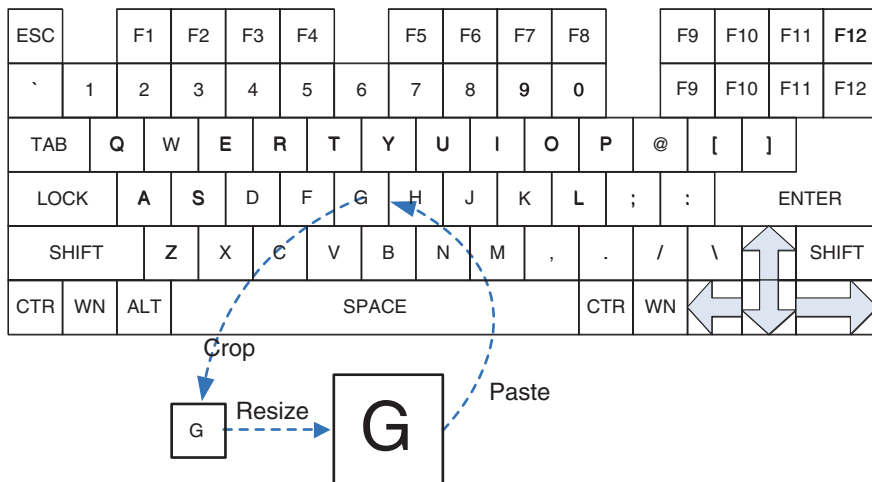 ESC F1 F2 F3 F4 F5 F6 F7 F8 F9 F10 F11 F12
` 1 2 3 4 5 6 7 8 9 0 F9 F10 F11 F12
TAB Q W E R T Y U I O P @ [ ]
LOCK A S D F G H J K L ; : ENTER
SHIFT Z X C V B N M , . / \ SHIFT
CTR WN ALT SPACE CTR WN
Crop
Paste
Resize
G
G